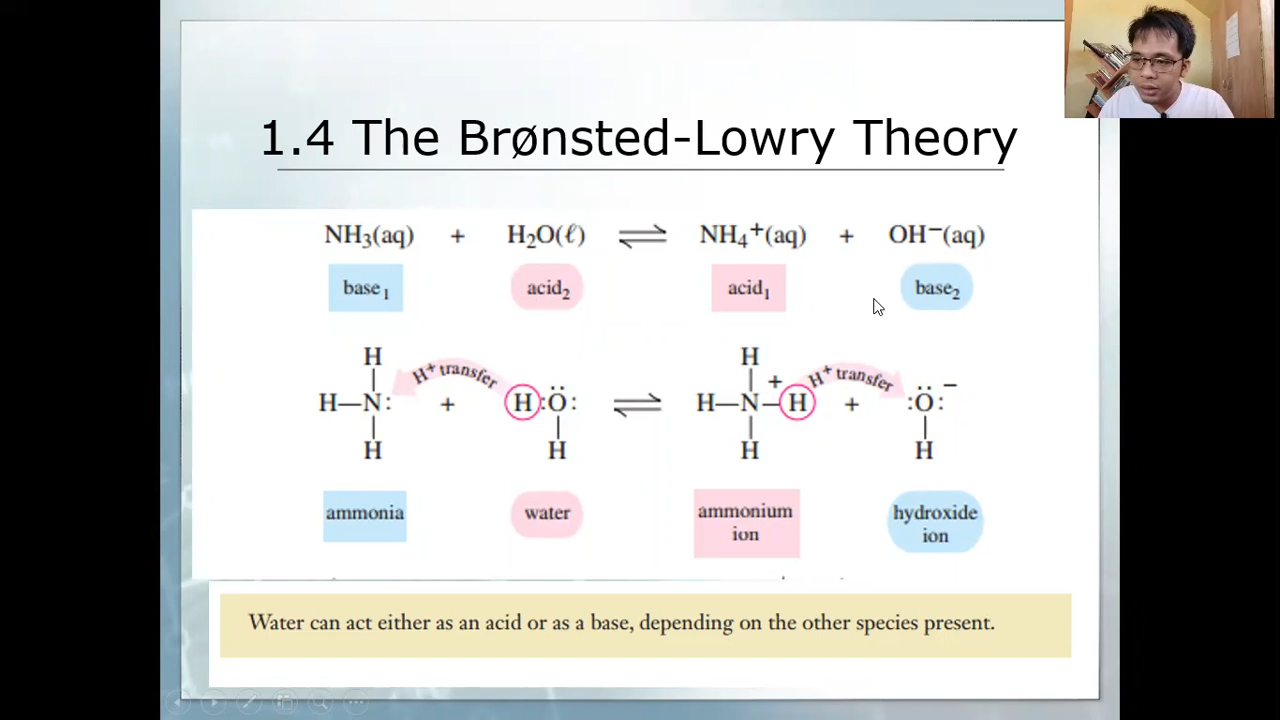 1.4 The Brønsted-Lowry Theory
NH₃(aq) + H₂O(ℓ) ⇌ NH₄⁺(aq) + OH⁻(aq)
base₁ acid₂ acid₁ base₂
H H
H⁺ transfer H⁺ transfer
H—N: + H:Ö: ⇌ H—N⁺—H + :Ö:⁻
H H H H
ammonia water ammonium ion hydroxide ion
Water can act either as an acid or as a base, depending on the other species present.